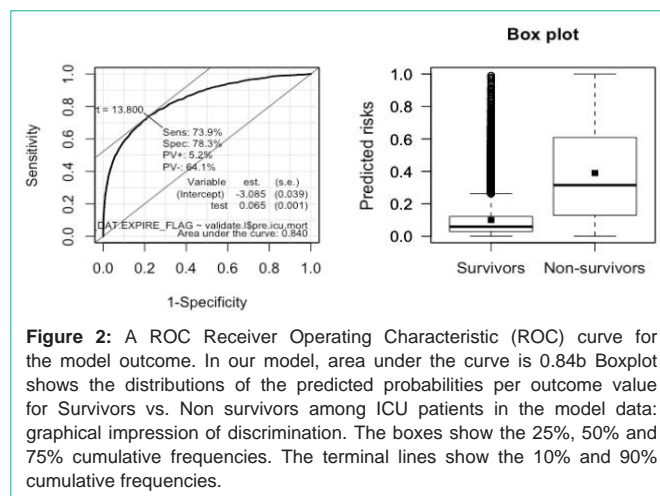 Box plot
Sensitivity
1.0
0.8
0.6
0.4
0.2
0.0
t = 13.800
Sens: 73.9%
Spec: 78.3%
PV+: 5.2%
PV-: 64.1%
Variable est. (s.e.)
(Intercept) -3.085 (0.039)
test 0.065 (0.001)
DAT:EXPIRE_FLAG ~ validate.l$pre.icu.mort
Area under the curve: 0.840
0.0 0.2 0.4 0.6 0.8 1.0
1-Specificity
Predicted risks
1.0
0.8
0.6
0.4
0.2
0.0
Survivors Non-survivors
Figure 2: A ROC Receiver Operating Characteristic (ROC) curve for
the model outcome. In our model, area under the curve is 0.84b Boxplot
shows the distributions of the predicted probabilities per outcome value
for Survivors vs. Non survivors among ICU patients in the model data:
graphical impression of discrimination. The boxes show the 25%, 50% and
75% cumulative frequencies. The terminal lines show the 10% and 90%
cumulative frequencies.